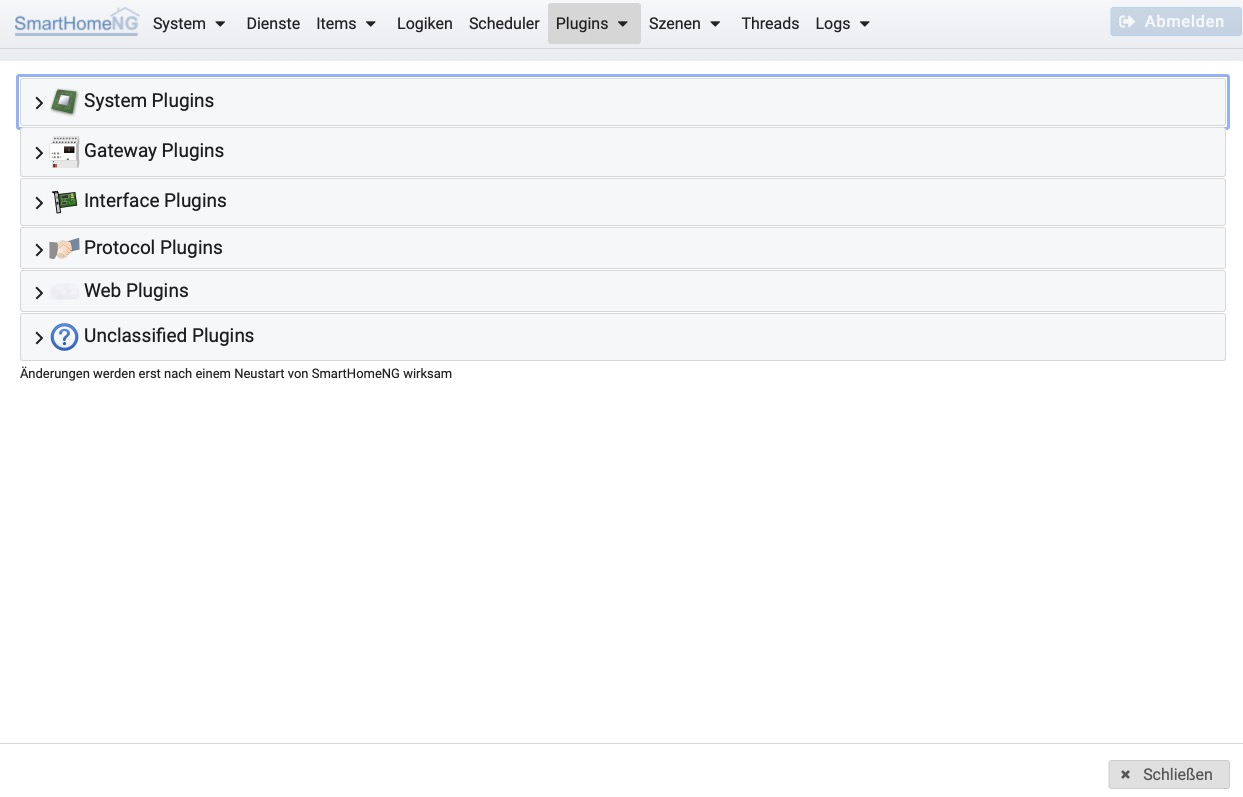 SmartHomeNG System Dienste Items Logiken Scheduler Plugins Szenen Threads Logs Abmelden
System Plugins
Gateway Plugins
Interface Plugins
Protocol Plugins
Web Plugins
Unclassified Plugins
Änderungen werden erst nach einem Neustart von SmartHomeNG wirksam
Schließen